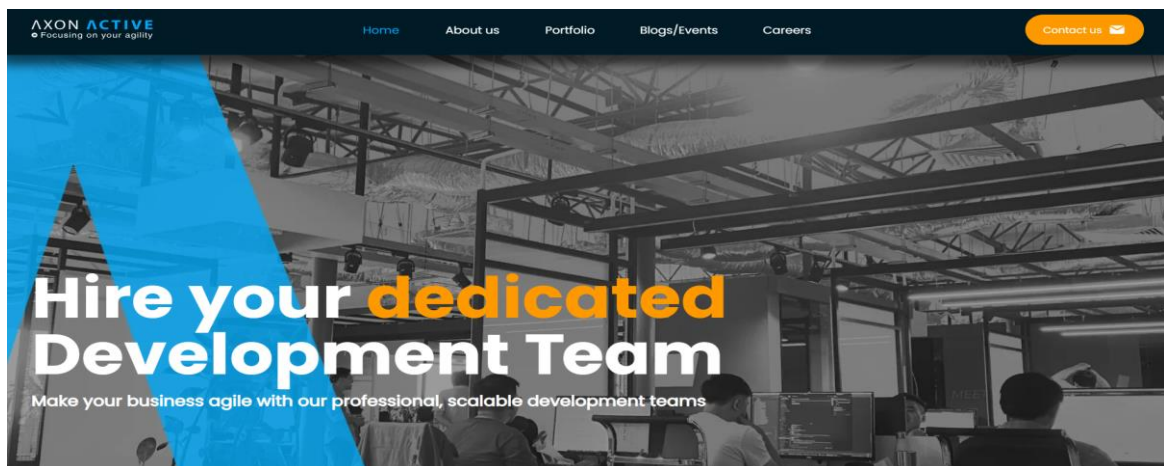 AXON ACTIVE
Focusing on your agility
Home
About us
Portfolio
Blogs/Events
Careers
Contact us
Hire your dedicated
Development Team
Make your business agile with our professional, scalable development teams
MEE